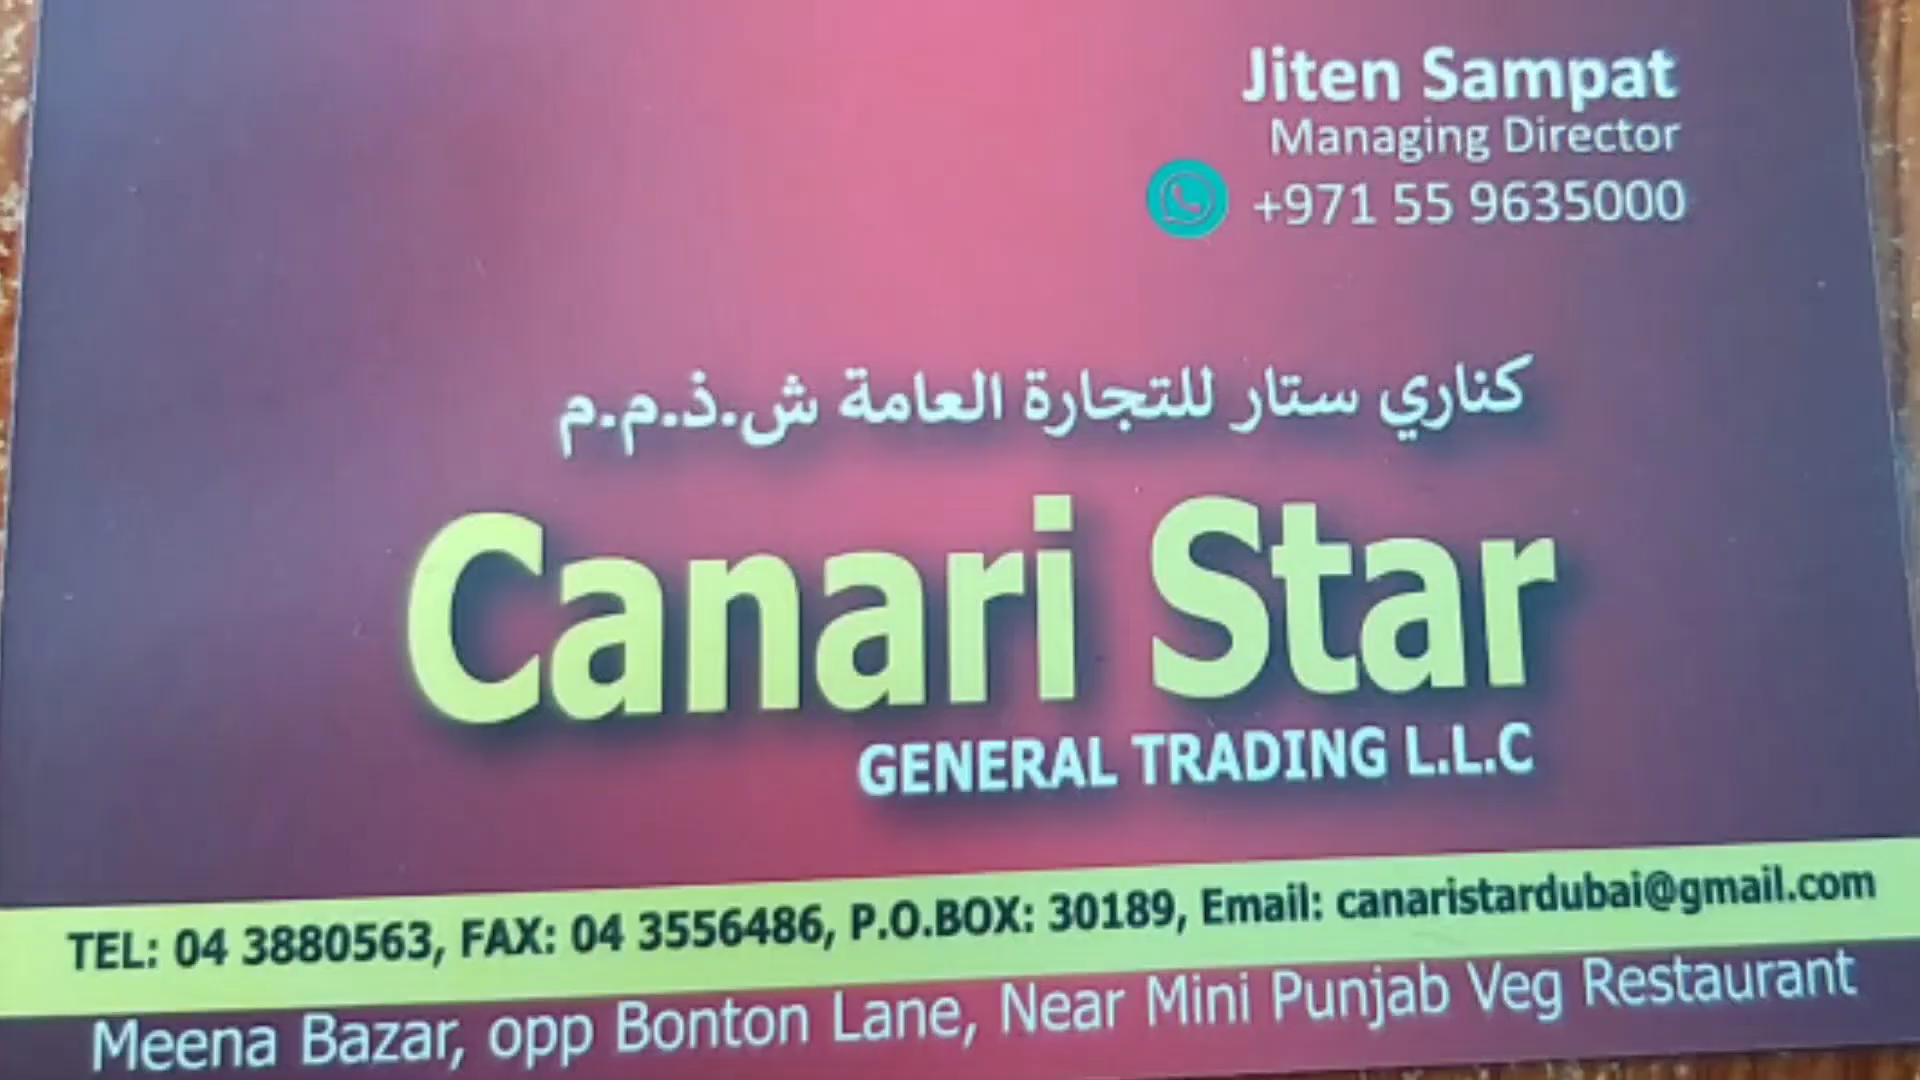 Jiten Sampat
Managing Director
+971 55 9635000
كناري ستار للتجارة العامة ش.ذ.م.م
Canari Star
GENERAL TRADING L.L.C
TEL: 04 3880563, FAX: 04 3556486, P.O.BOX: 30189, Email: canaristardubai@gmail.com
Meena Bazar, opp Bonton Lane, Near Mini Punjab Veg Restaurant